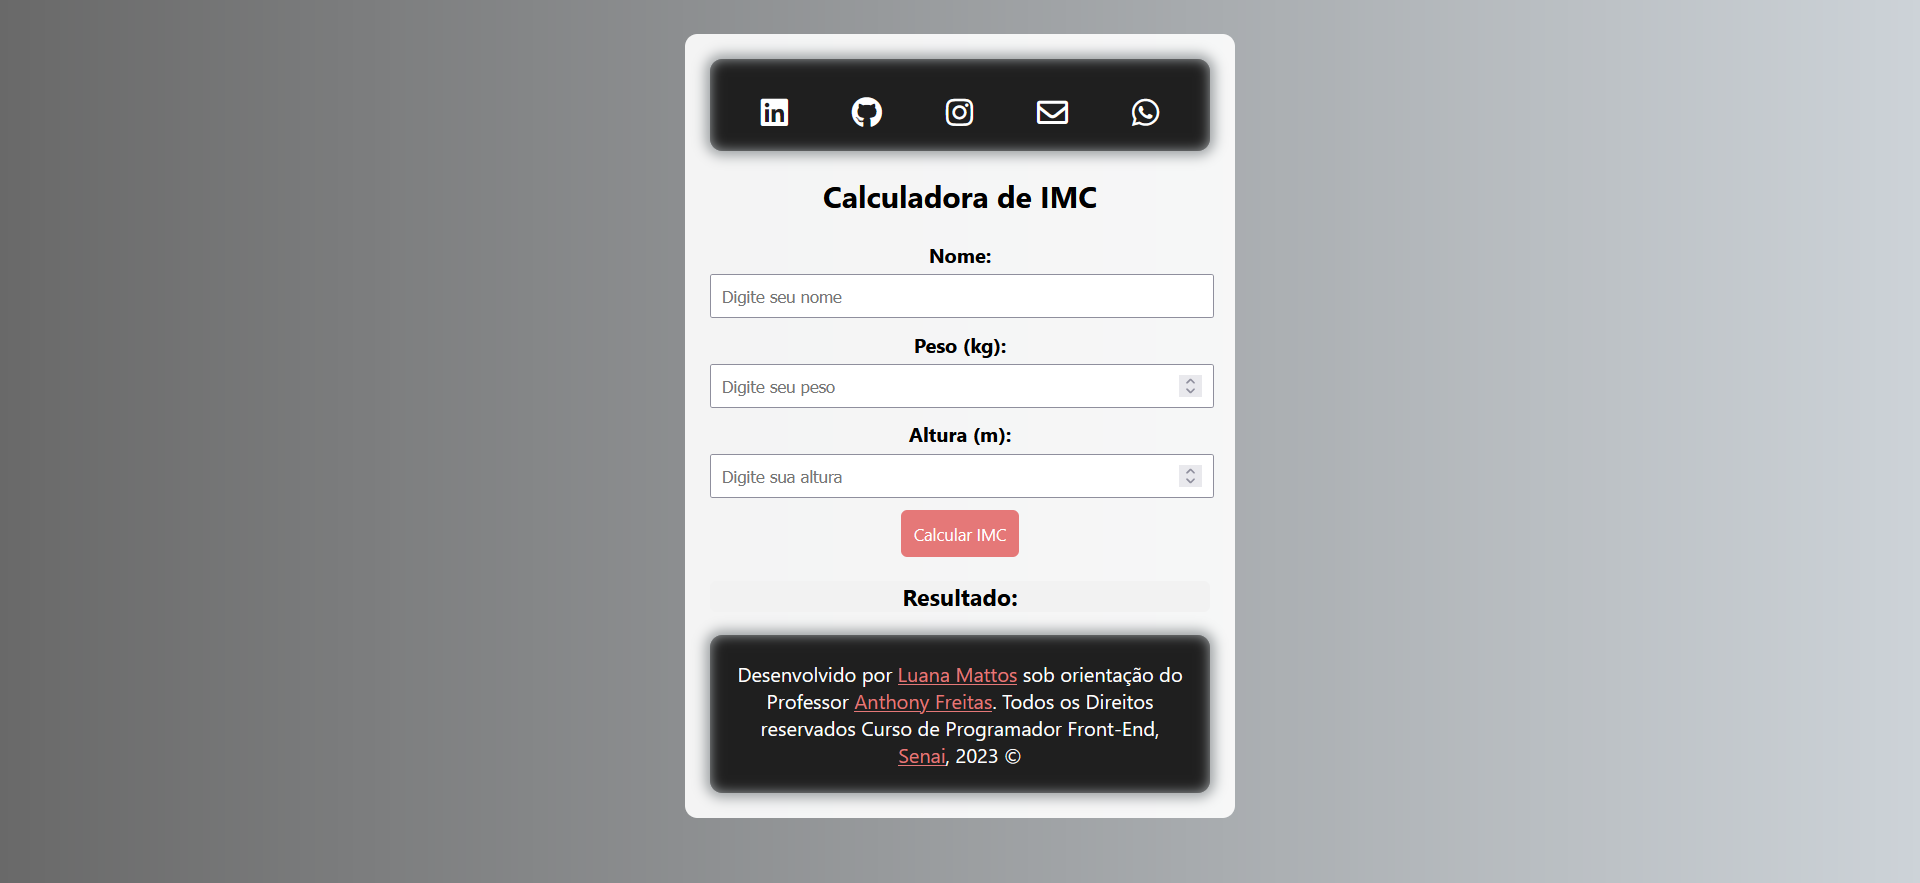 Calculadora de IMC
Nome:
Digite seu nome
Peso (kg):
Digite seu peso
Altura (m):
Digite sua altura
Calcular IMC
Resultado:
Desenvolvido por Luana Mattos sob orientação do
Professor Anthony Freitas. Todos os Direitos
reservados Curso de Programador Front-End,
Senai, 2023 ©